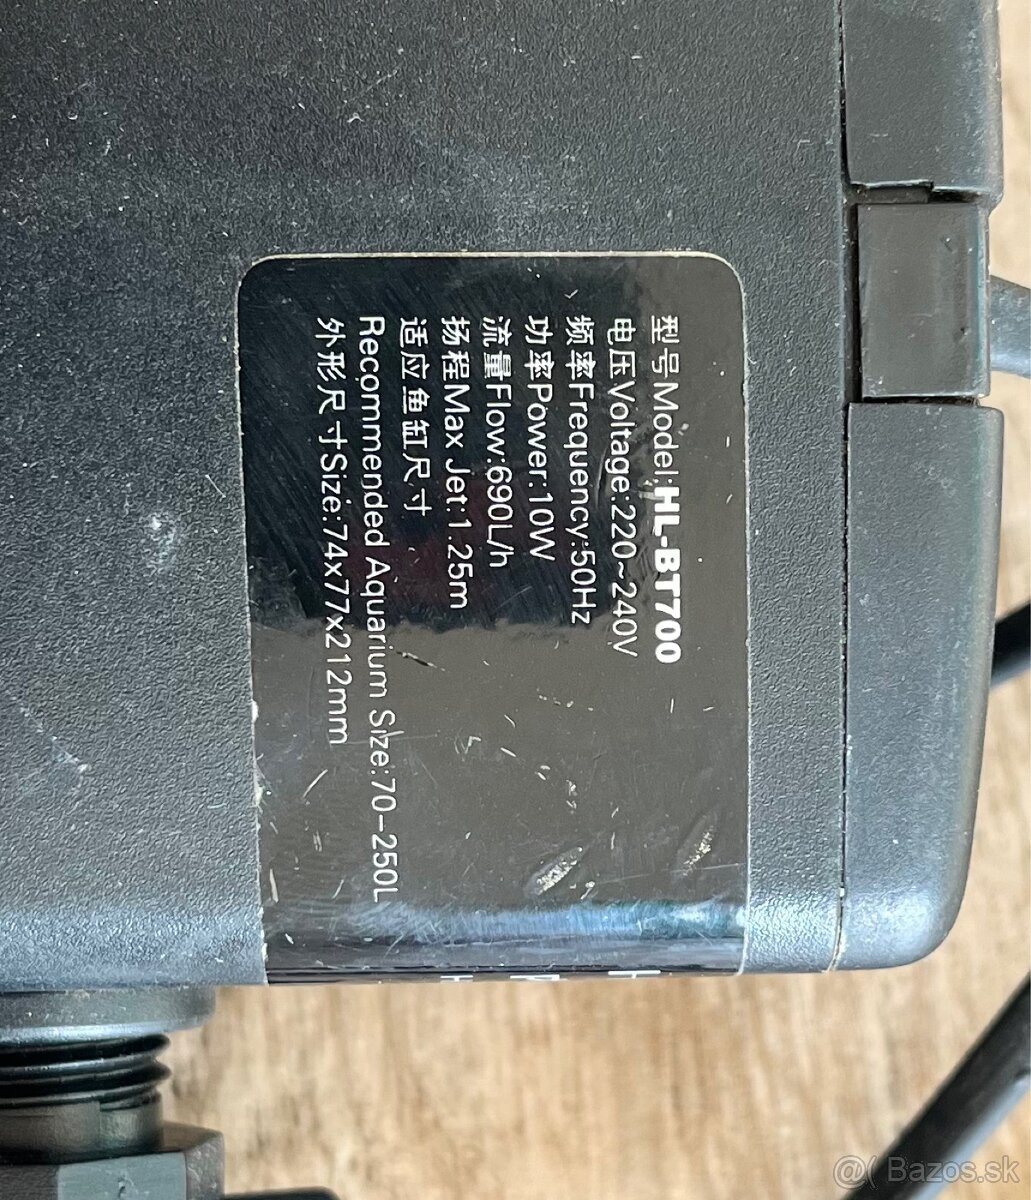 型号Model:HL-BT700
电压Voltage:220~240V
频率Frequency:50Hz
功率Power:10W
流量Flow:690L/h
扬程Max Jet:1.25m
适应鱼缸尺寸
Recommended Aquarium Size:70-250L
外形尺寸Size:74x77x212mm
@( Bazos.sk